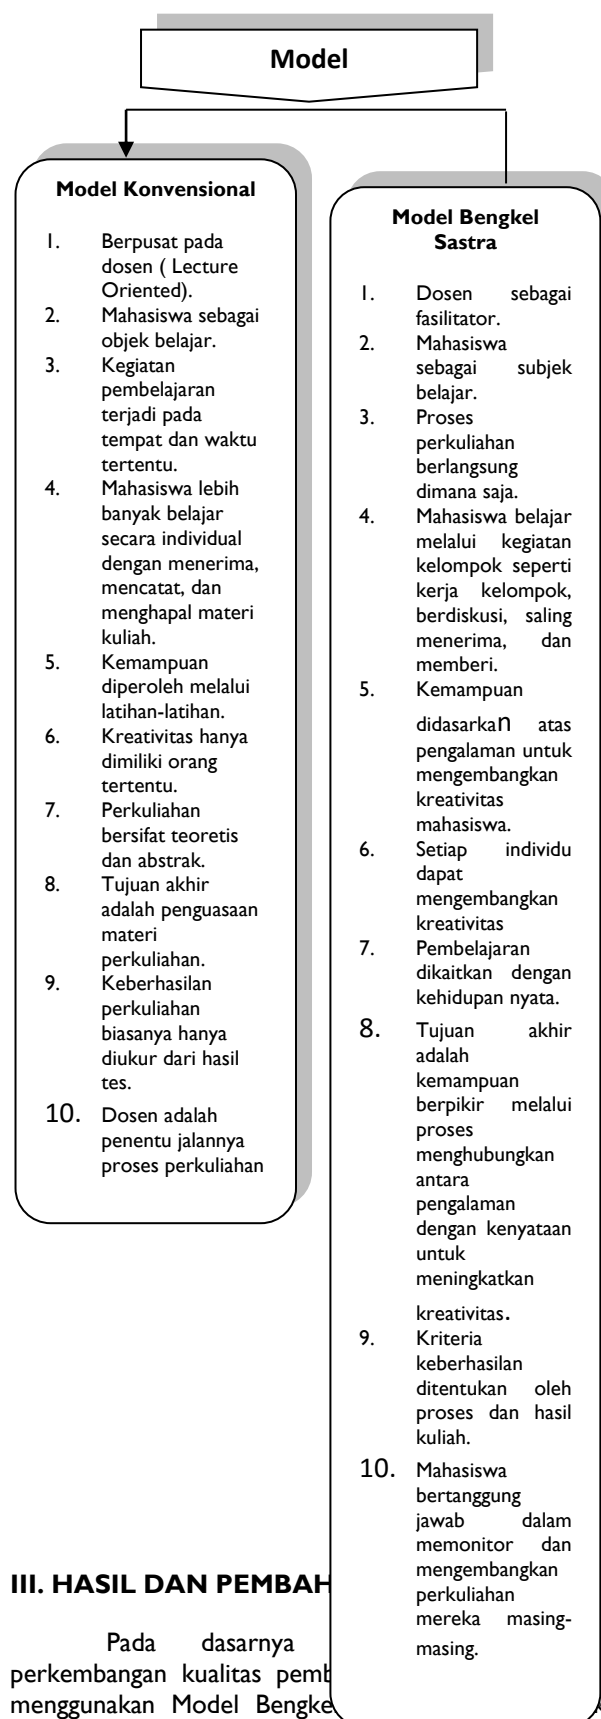 Model
Model Konvensional
1. Berpusat pada
dosen ( Lecture
Oriented).
2. Mahasiswa sebagai
objek belajar.
3. Kegiatan
pembelajaran
terjadi pada
tempat dan waktu
tertentu.
4. Mahasiswa lebih
banyak belajar
secara individual
dengan menerima,
mencatat, dan
menghapal materi
kuliah.
5. Kemampuan
diperoleh melalui
latihan-latihan.
6. Kreativitas hanya
dimiliki orang
tertentu.
7. Perkuliahan
bersifat teoretis
dan abstrak.
8. Tujuan akhir
adalah penguasaan
materi
perkuliahan.
9. Keberhasilan
perkuliahan
biasanya hanya
diukur dari hasil
tes.
10. Dosen adalah
penentu jalannya
proses perkuliahan
Model Bengkel
Sastra
1. Dosen sebagai
fasilitator.
2. Mahasiswa
sebagai subjek
belajar.
3. Proses
perkuliahan
berlangsung
dimana saja.
4. Mahasiswa belajar
melalui kegiatan
kelompok seperti
kerja kelompok,
berdiskusi, saling
menerima, dan
memberi.
5. Kemampuan
didasarkan atas
pengalaman untuk
mengembangkan
kreativitas
mahasiswa.
6. Setiap individu
dapat
mengembangkan
kreativitas
7. Pembelajaran
dikaitkan dengan
kehidupan nyata.
8. Tujuan akhir
adalah
kemampuan
berpikir melalui
proses
menghubungkan
antara
pengalaman
dengan kenyataan
untuk
meningkatkan
kreativitas.
9. Kriteria
keberhasilan
ditentukan oleh
proses dan hasil
kuliah.
10. Mahasiswa
bertanggung
jawab dalam
memonitor dan
mengembangkan
perkuliahan
mereka masing-
masing.
III. HASIL DAN PEMBAH
Pada dasarnya
perkembangan kualitas pemb
menggunakan Model Bengke